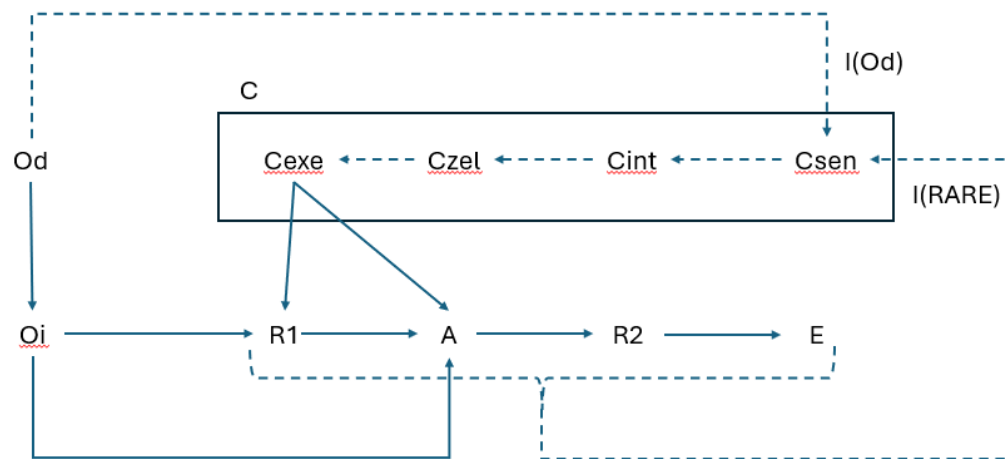 I(Od)
C
Od
Cexe Czel Cint Csen
I(RARE)
Oi R1 A R2 E